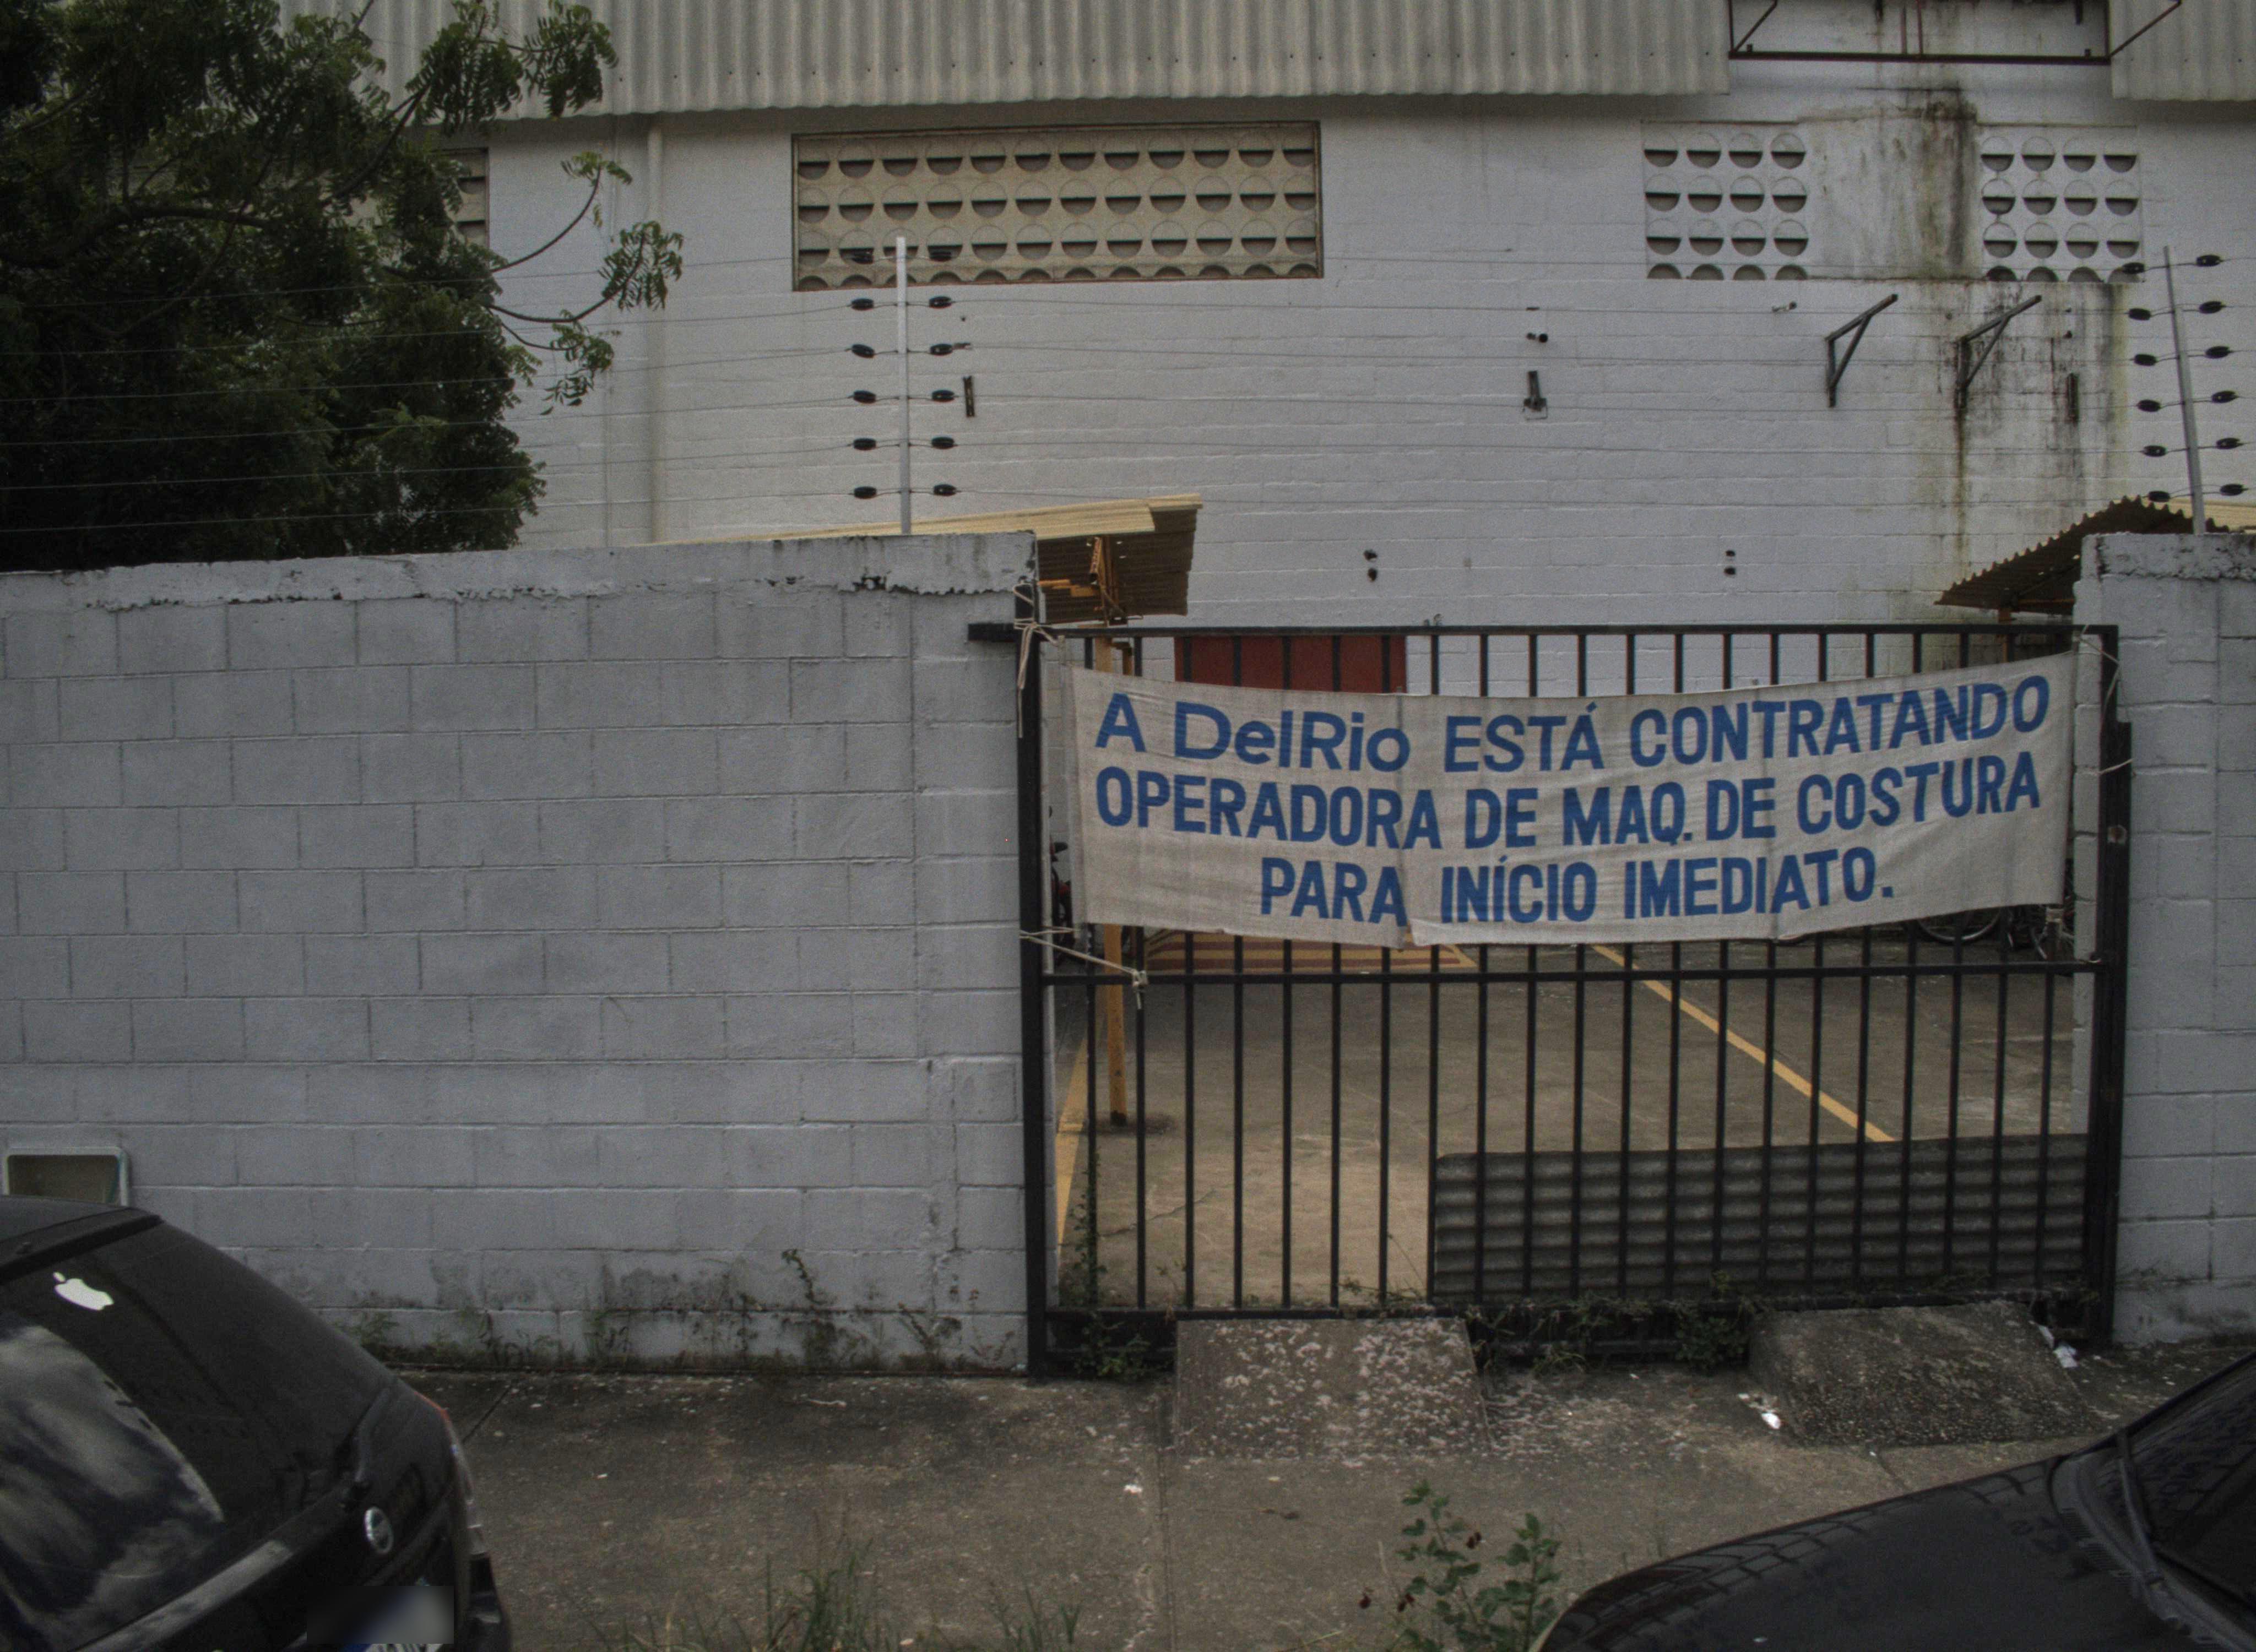 A DelRio ESTÁ CONTRATANDO
OPERADORA DE MAQ. DE COSTURA
PARA INÍCIO IMEDIATO.